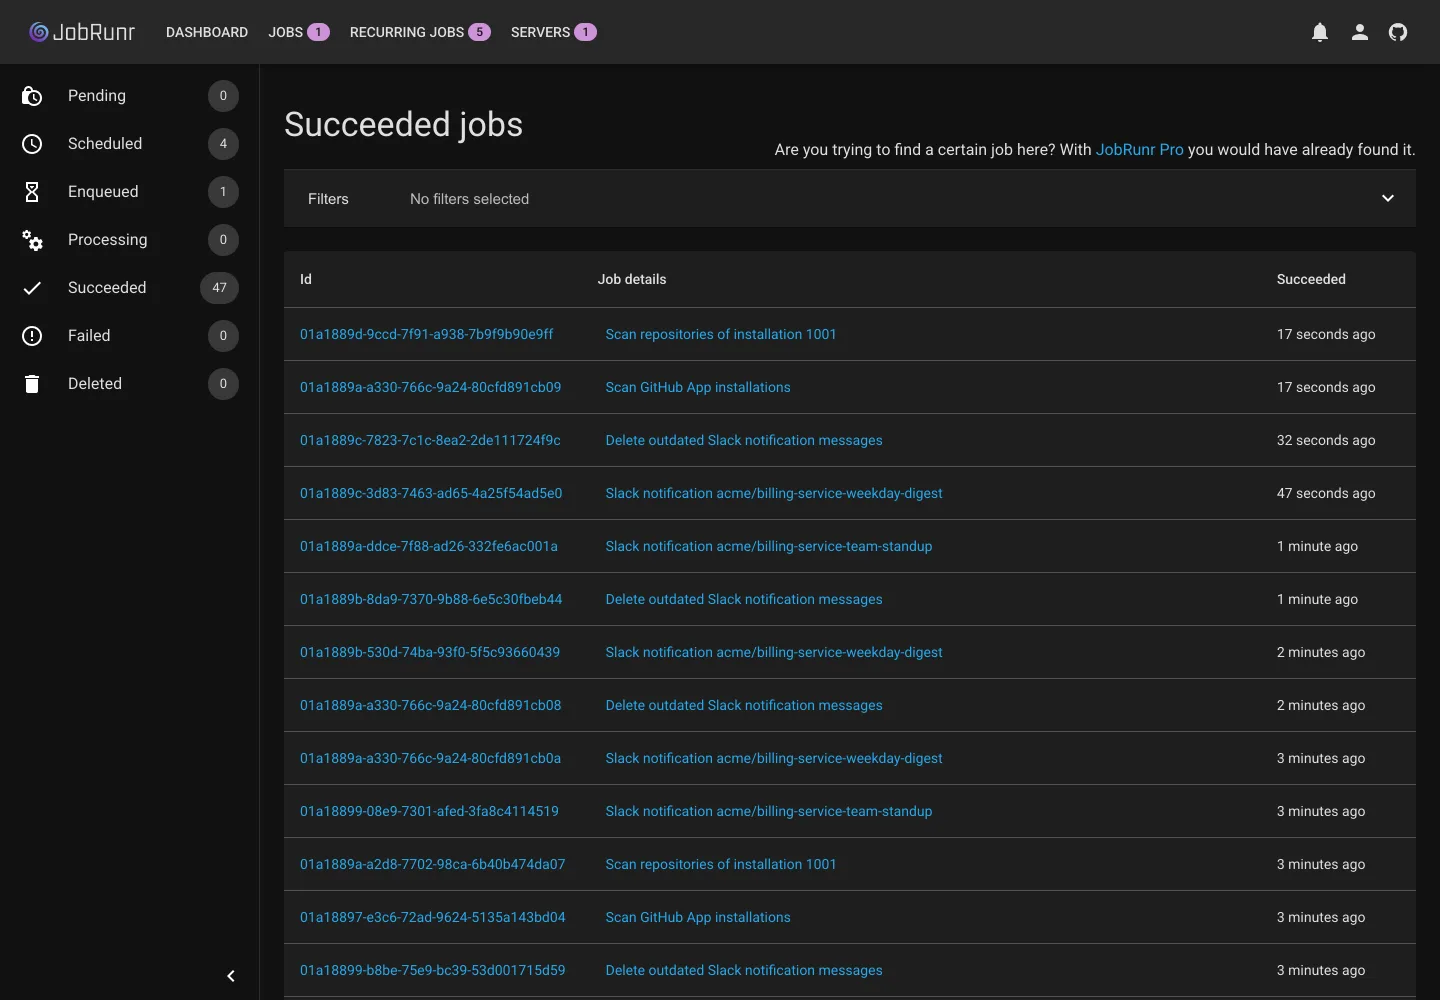 JobRunr DASHBOARD JOBS 1 RECURRING JOBS 5 SERVERS 1
Pending 0
Scheduled 4
Enqueued 1
Processing 0
Succeeded 47
Failed 0
Deleted 0
Succeeded jobs
Are you trying to find a certain job here? With JobRunr Pro you would have already found it.
Filters No filters selected
Id Job details Succeeded
01a1889d-9ccd-7f91-a938-7b9f9b90e9ff Scan repositories of installation 1001 17 seconds ago
01a1889a-a330-766c-9a24-80cfd891cb09 Scan GitHub App installations 17 seconds ago
01a1889c-7823-7c1c-8ea2-2de111724f9c Delete outdated Slack notification messages 32 seconds ago
01a1889c-3d83-7463-ad65-4a25f54ad5e0 Slack notification acme/billing-service-weekday-digest 47 seconds ago
01a1889a-ddce-7f88-ad26-332fe6ac001a Slack notification acme/billing-service-team-standup 1 minute ago
01a1889b-8da9-7370-9b88-6e5c30fbeb44 Delete outdated Slack notification messages 1 minute ago
01a1889b-530d-74ba-93f0-5f5c93660439 Slack notification acme/billing-service-weekday-digest 2 minutes ago
01a1889a-a330-766c-9a24-80cfd891cb08 Delete outdated Slack notification messages 2 minutes ago
01a1889a-a330-766c-9a24-80cfd891cb0a Slack notification acme/billing-service-weekday-digest 3 minutes ago
01a18899-08e9-7301-afed-3fa8c4114519 Slack notification acme/billing-service-team-standup 3 minutes ago
01a1889a-a2d8-7702-98ca-6b40b474da07 Scan repositories of installation 1001 3 minutes ago
01a18897-e3c6-72ad-9624-5135a143bd04 Scan GitHub App installations 3 minutes ago
01a18899-b8be-75e9-bc39-53d001715d59 Delete outdated Slack notification messages 3 minutes ago